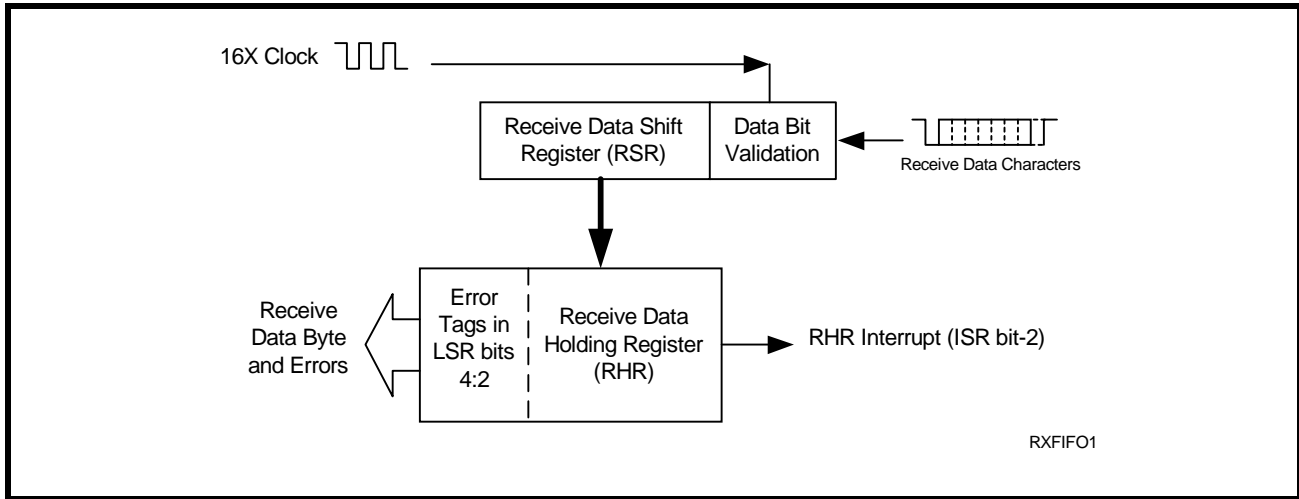 16X Clock
Receive Data Shift
Register (RSR)
Data Bit
Validation
Receive Data Characters
Receive
Data Byte
and Errors
Error
Tags in
LSR bits
4:2
Receive Data
Holding Register
(RHR)
RHR Interrupt (ISR bit-2)
RXFIFO1